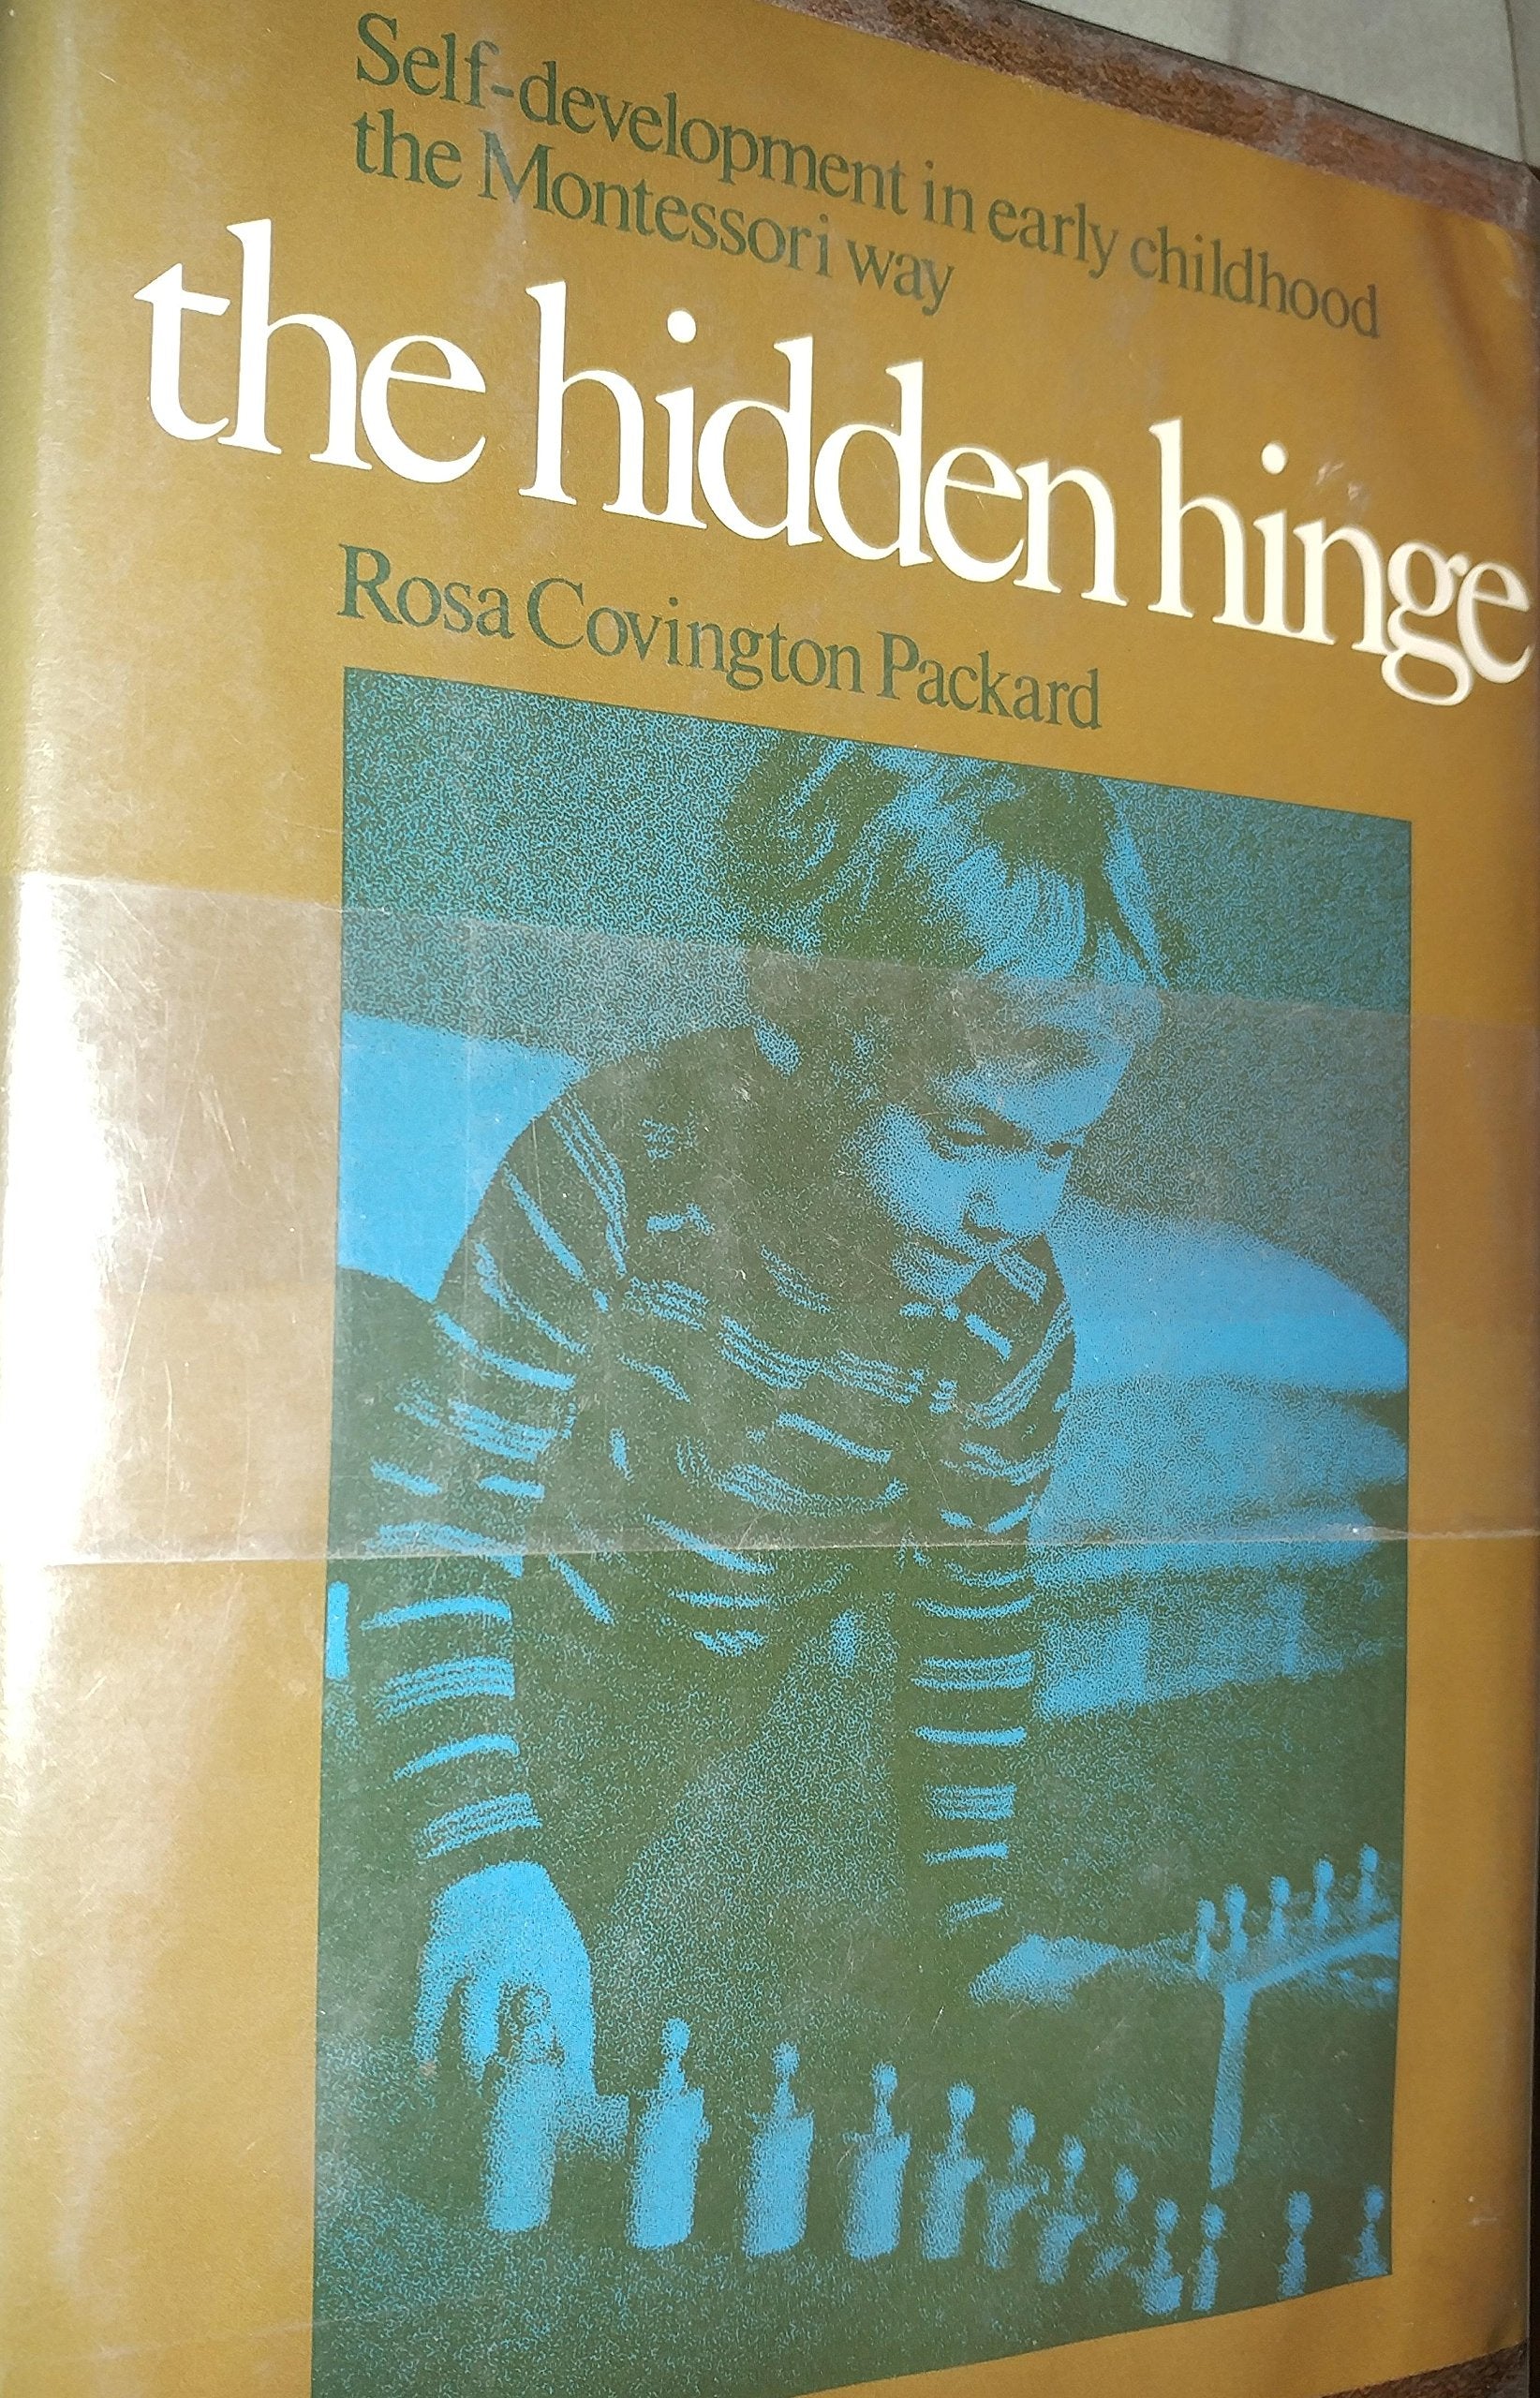 Self-development in early childhood
the Montessori way
the hidden hinge
Rosa Covington Packard